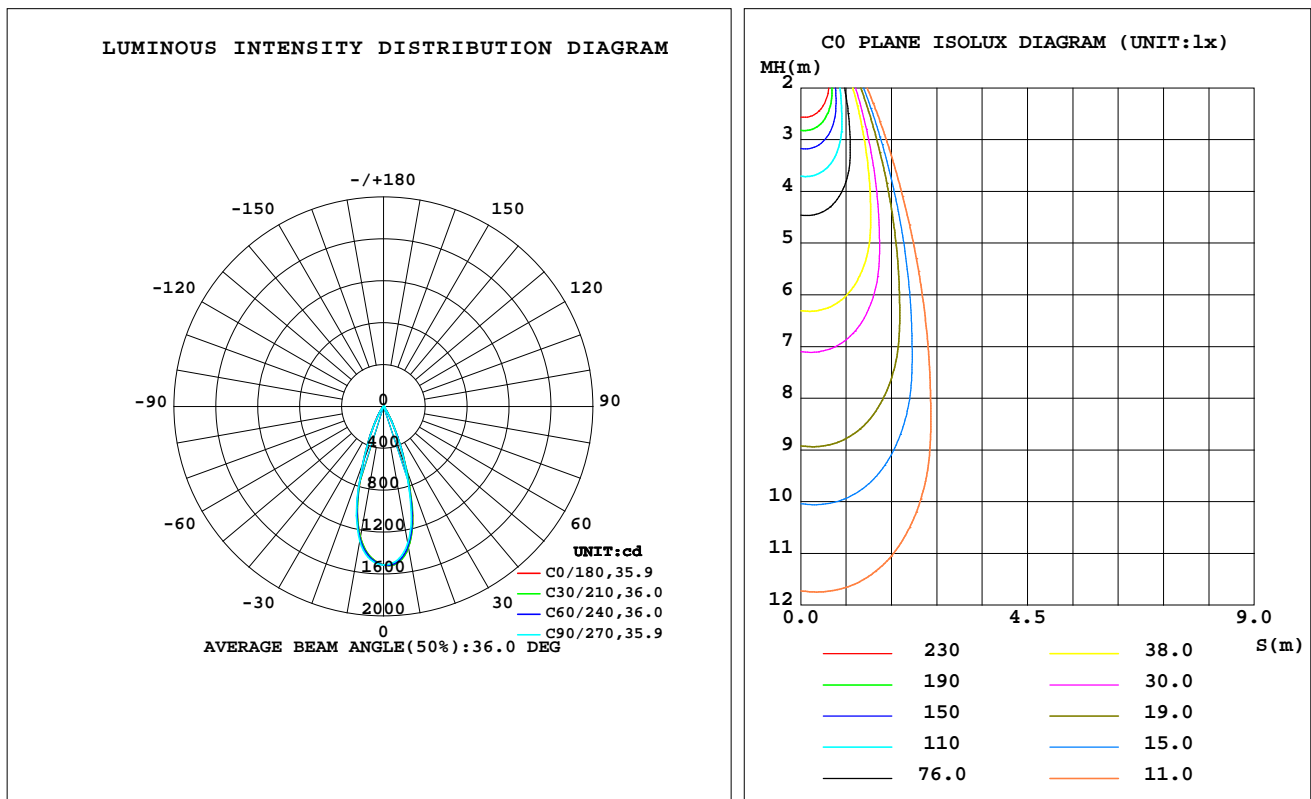 LUMINOUS INTENSITY DISTRIBUTION DIAGRAM
-/+180
-150 150
-120 120
-90 90
-60 60
-30 30
0
0
400
800
1200
1600
2000
UNIT:cd
C0/180,35.9
C30/210,36.0
C60/240,36.0
C90/270,35.9
AVERAGE BEAM ANGLE(50%):36.0 DEG
C0 PLANE ISOLUX DIAGRAM (UNIT:lx)
MH(m)
2
3
4
5
6
7
8
9
10
11
12
0.0 4.5 9.0
S(m)
230 38.0
190 30.0
150 19.0
110 15.0
76.0 11.0